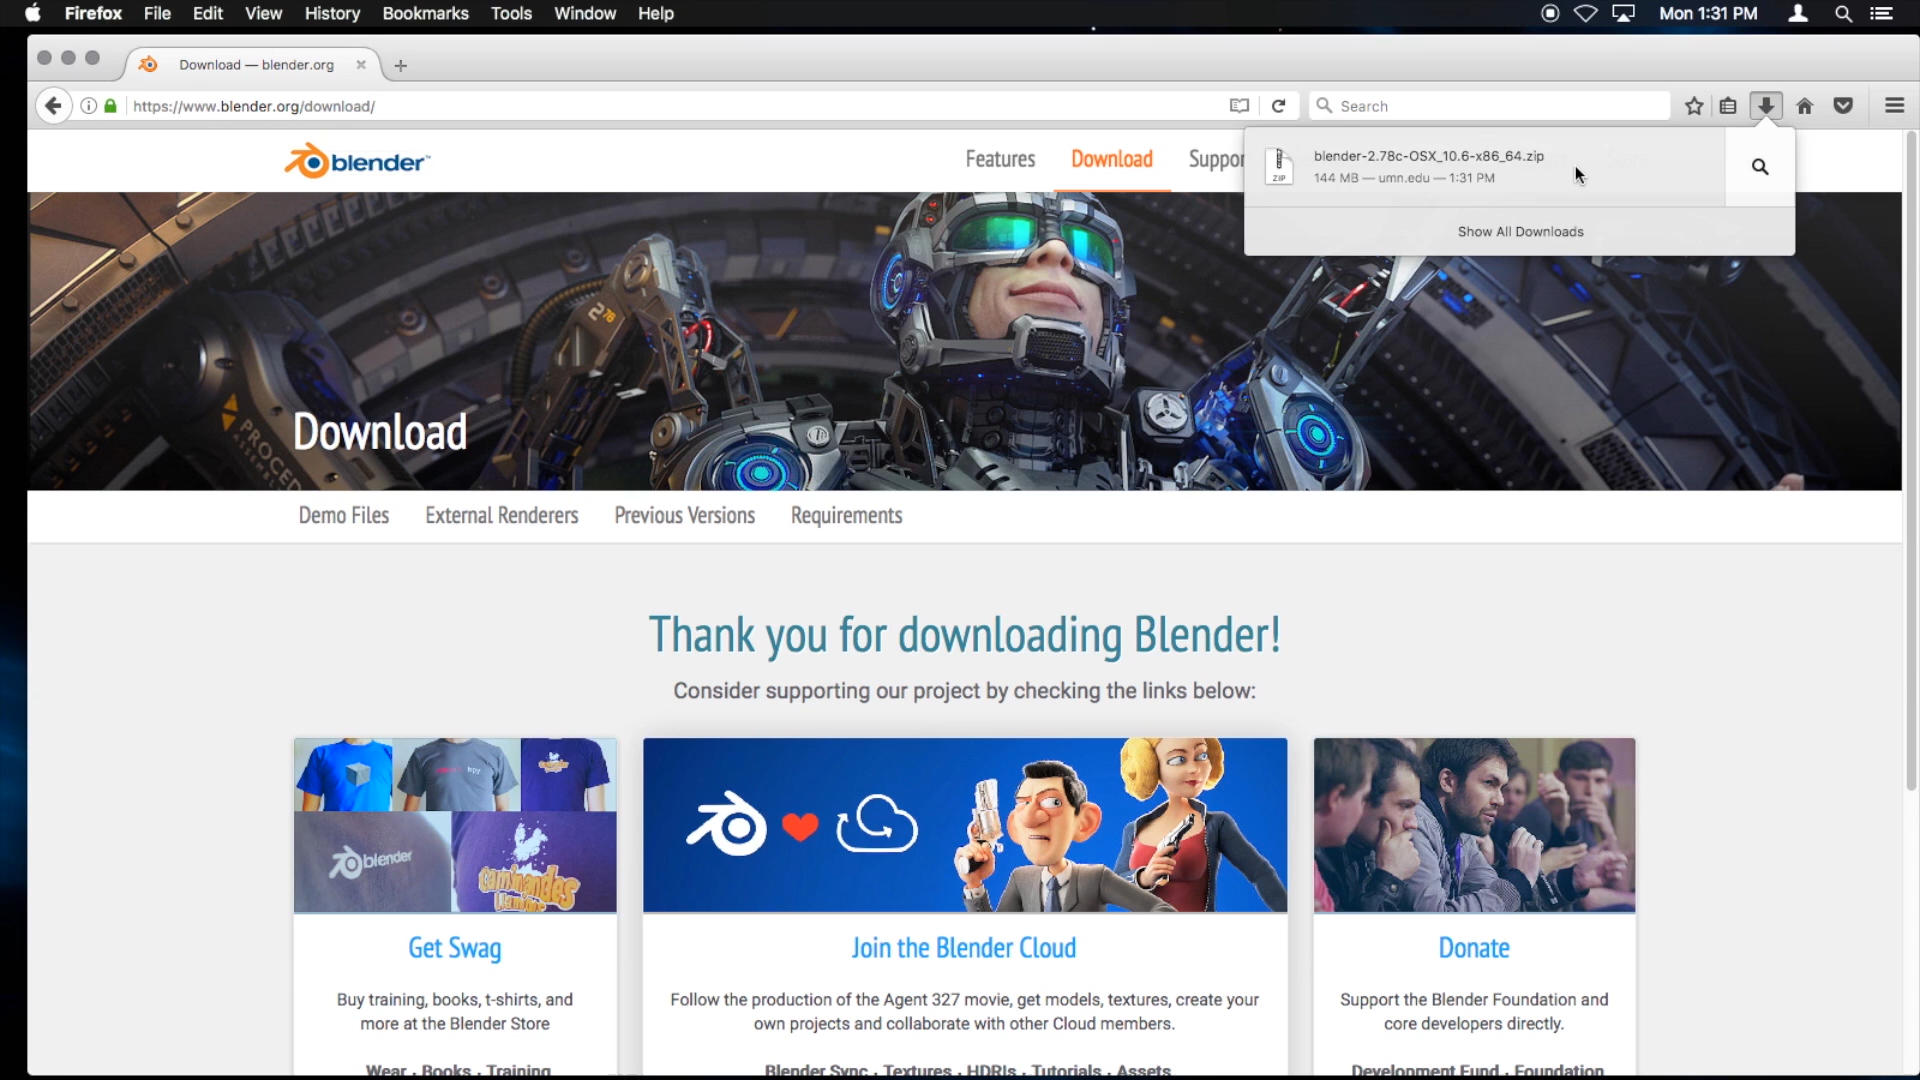 Firefox File Edit View History Bookmarks Tools Window Help
Mon 1:31 PM
Download — blender.org
https://www.blender.org/download/
Search
blender-2.78c-OSX_10.6-x86_64.zip
144 MB — umn.edu — 1:31 PM
ZIP
Show All Downloads
blender
Features Download Suppor
2 78
PROCED
Download
Demo Files External Renderers Previous Versions Requirements
Thank you for downloading Blender!
Consider supporting our project by checking the links below:
blender
Caminandes
Llamigos
Get Swag
Buy training, books, t-shirts, and
more at the Blender Store
Wear · Books · Training
Join the Blender Cloud
Follow the production of the Agent 327 movie, get models, textures, create your
own projects and collaborate with other Cloud members.
Blender Sync · Textures · HDRIs · Tutorials · Assets
Donate
Support the Blender Foundation and
core developers directly.
Development Fund · Foundation